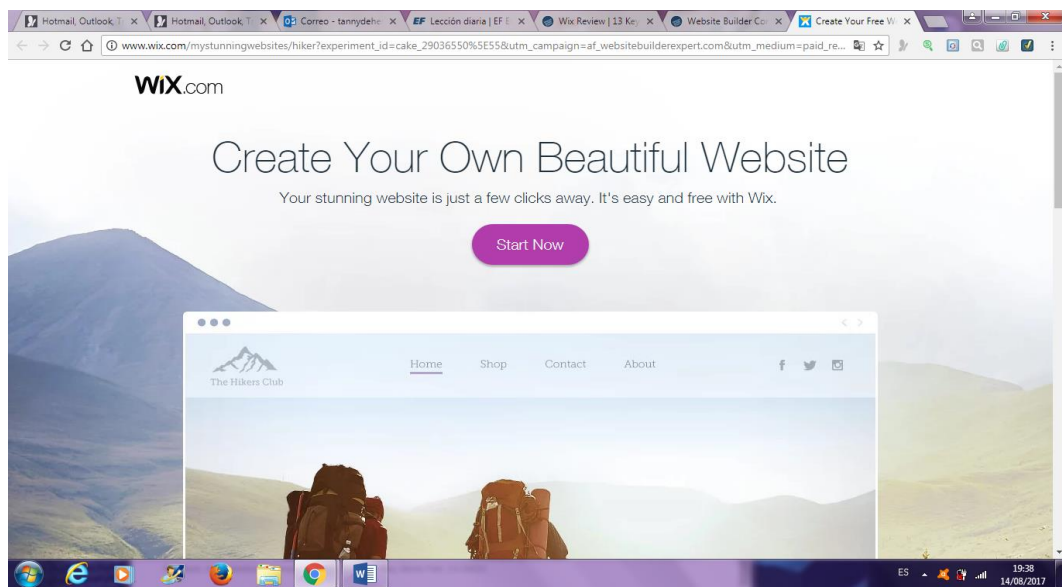 Hotmail, Outlook, T
Hotmail, Outlook, T
Correo - tannydehe
EF Lección diaria | EF E
Wix Review | 13 Key
Website Builder Co
Create Your Free W
www.wix.com/mystunningwebsites/hiker?experiment_id=cake_29036550%5E55&utm_campaign=af_websitebuilderexpert.com&utm_medium=paid_re...
WiX.com
Create Your Own Beautiful Website
Your stunning website is just a few clicks away. It's easy and free with Wix.
Start Now
The Hikers Club
Home Shop Contact About
ES
19:38
14/08/2017